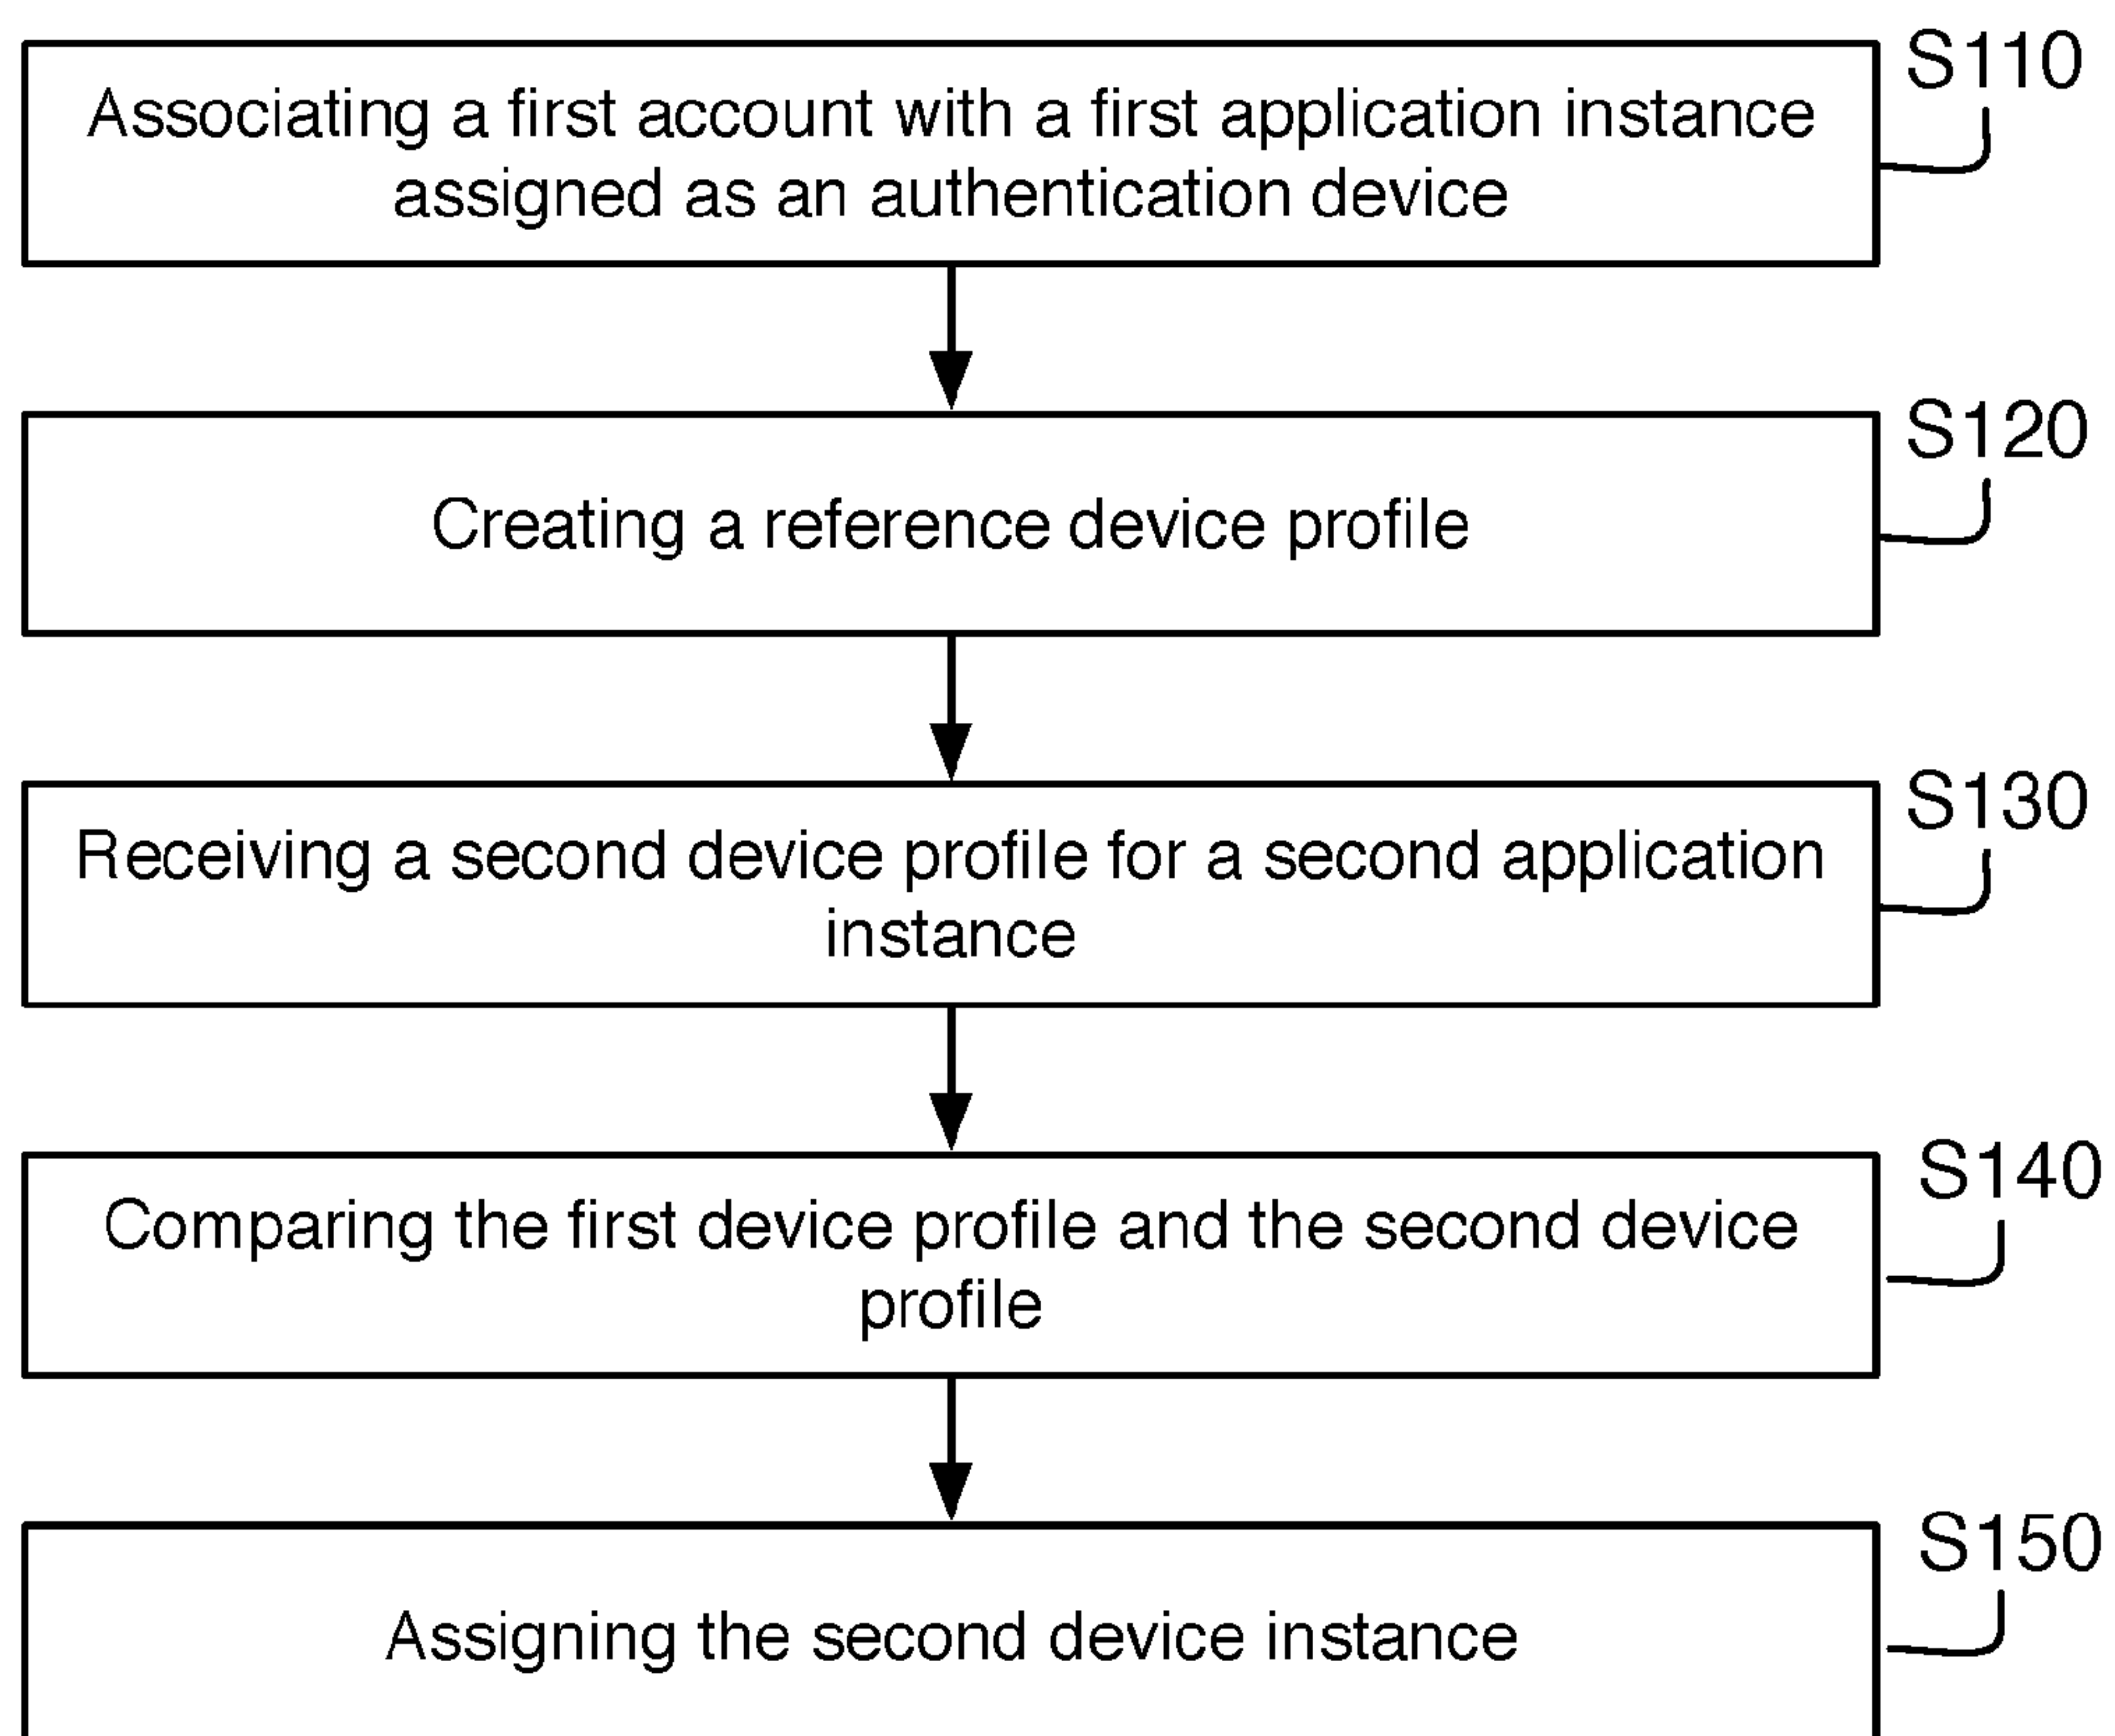 S110
Associating a first account with a first application instance
assigned as an authentication device
S120
Creating a reference device profile
S130
Receiving a second device profile for a second application
instance
S140
Comparing the first device profile and the second device
profile
S150
Assigning the second device instance